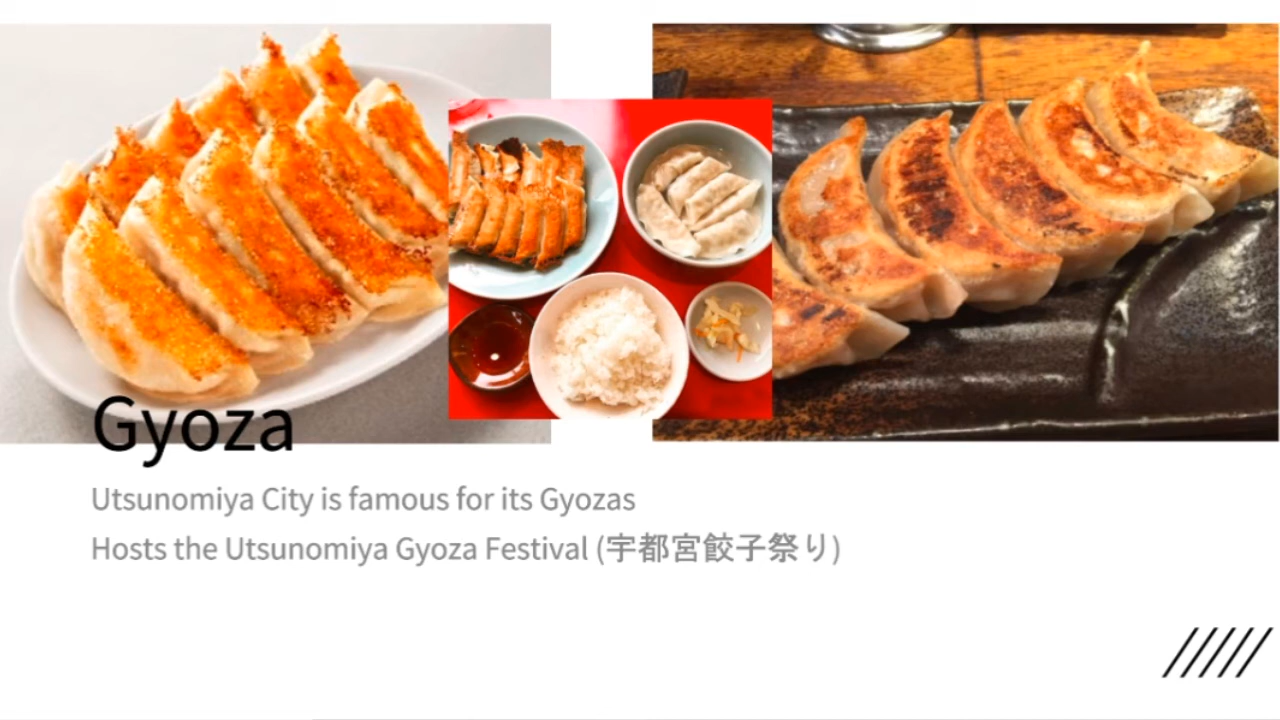 Gyoza
Utsunomiya City is famous for its Gyozas
Hosts the Utsunomiya Gyoza Festival (宇都宮餃子祭り)